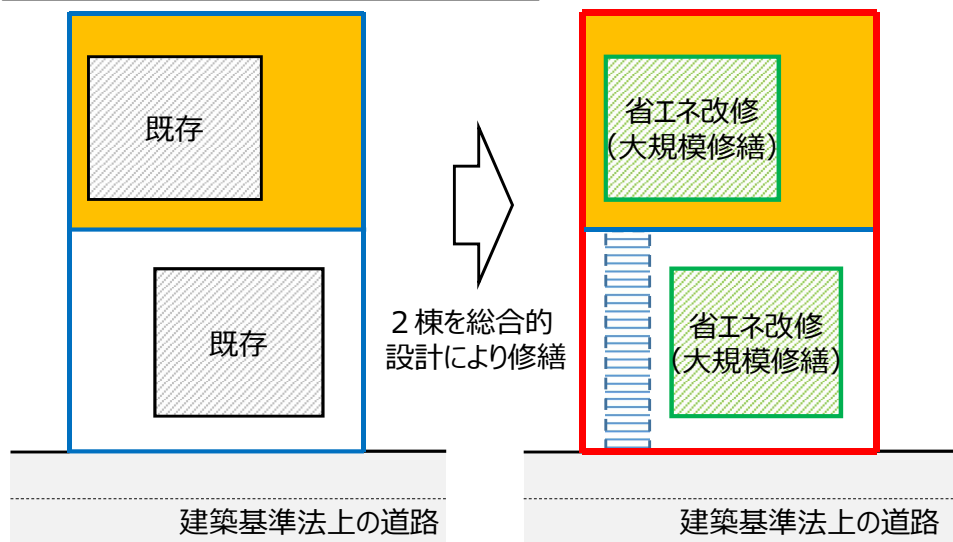 既存
既存
建築基準法上の道路
2棟を総合的
設計により修繕
省エネ改修
(大規模修繕)
省エネ改修
(大規模修繕)
建築基準法上の道路